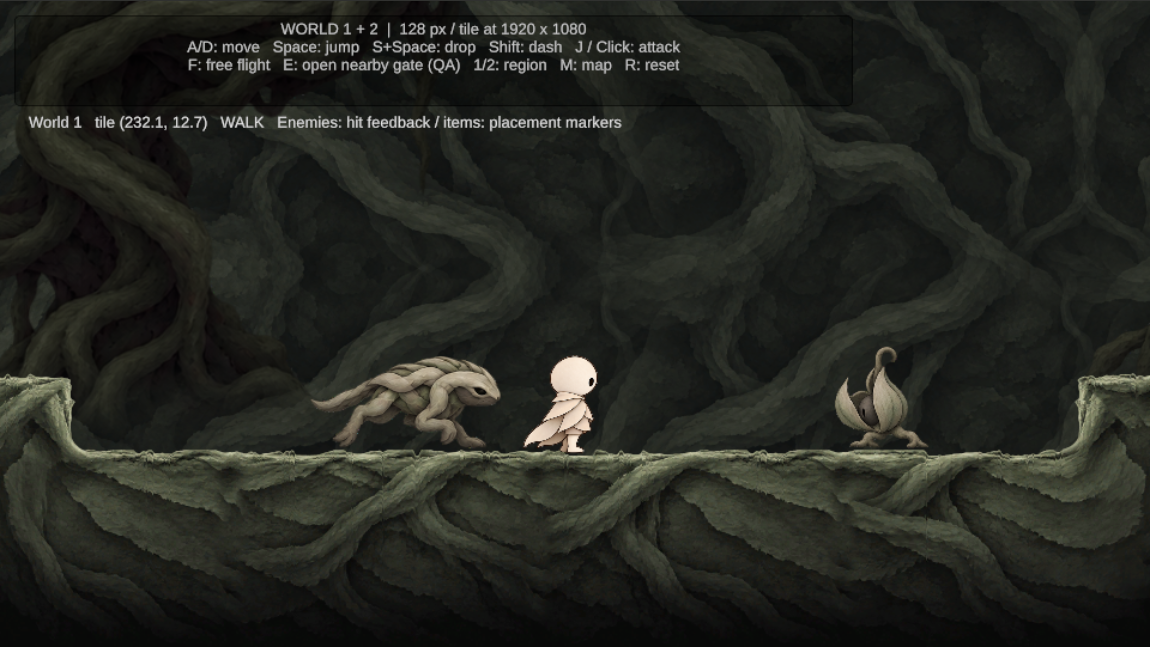 WORLD 1 + 2 | 128 px / tile at 1920 x 1080
A/D: move Space: jump S+Space: drop Shift: dash J / Click: attack
F: free flight E: open nearby gate (QA) 1/2: region M: map R: reset
World 1 tile (232.1, 12.7) WALK Enemies: hit feedback / items: placement markers